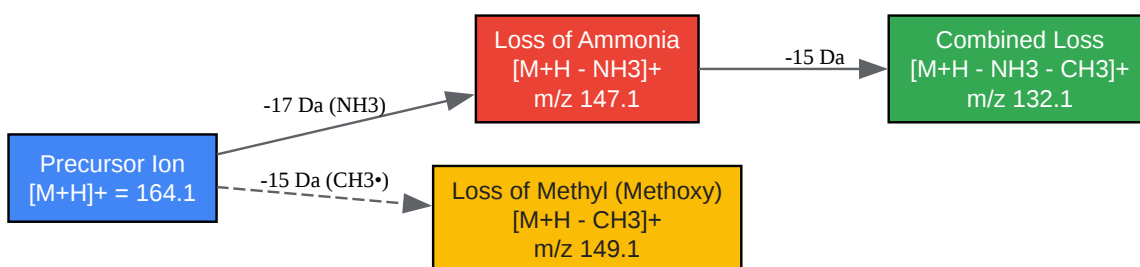 Precursor Ion
[M+H]+ = 164.1
-17 Da (NH3)
-15 Da (CH3•)
Loss of Ammonia
[M+H - NH3]+
m/z 147.1
Loss of Methyl (Methoxy)
[M+H - CH3]+
m/z 149.1
-15 Da
Combined Loss
[M+H - NH3 - CH3]+
m/z 132.1